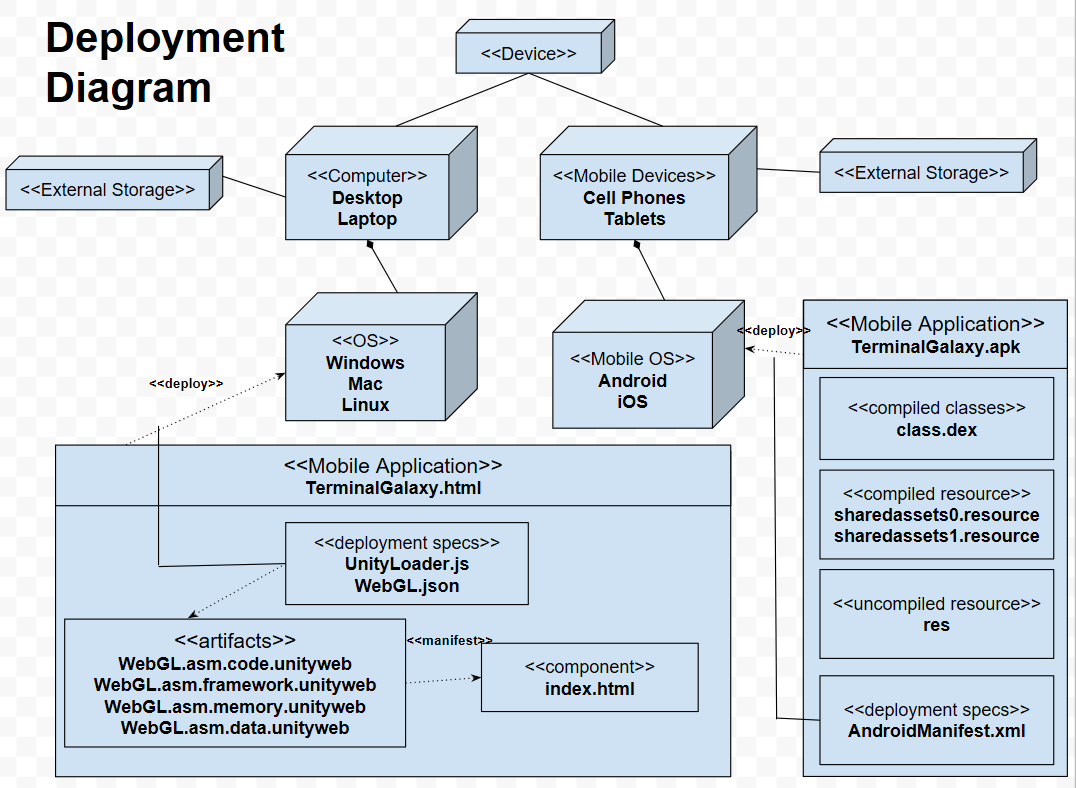 Deployment
Diagram
<<Device>>
<<External Storage>>
<<Computer>>
Desktop
Laptop
<<Mobile Devices>>
Cell Phones
Tablets
<<External Storage>>
<<OS>>
Windows
Mac
Linux
<<Mobile OS>>
Android
iOS
<<deploy>>
<<deploy>>
<<Mobile Application>>
TerminalGalaxy.html
<<deployment specs>>
UnityLoader.js
WebGL.json
<<artifacts>>
WebGL.asm.code.unityweb
WebGL.asm.framework.unityweb
WebGL.asm.memory.unityweb
WebGL.asm.data.unityweb
<<manifest>>
<<component>>
index.html
<<Mobile Application>>
TerminalGalaxy.apk
<<compiled classes>>
class.dex
<<compiled resource>>
sharedassets0.resource
sharedassets1.resource
<<uncompiled resource>>
res
<<deployment specs>>
AndroidManifest.xml